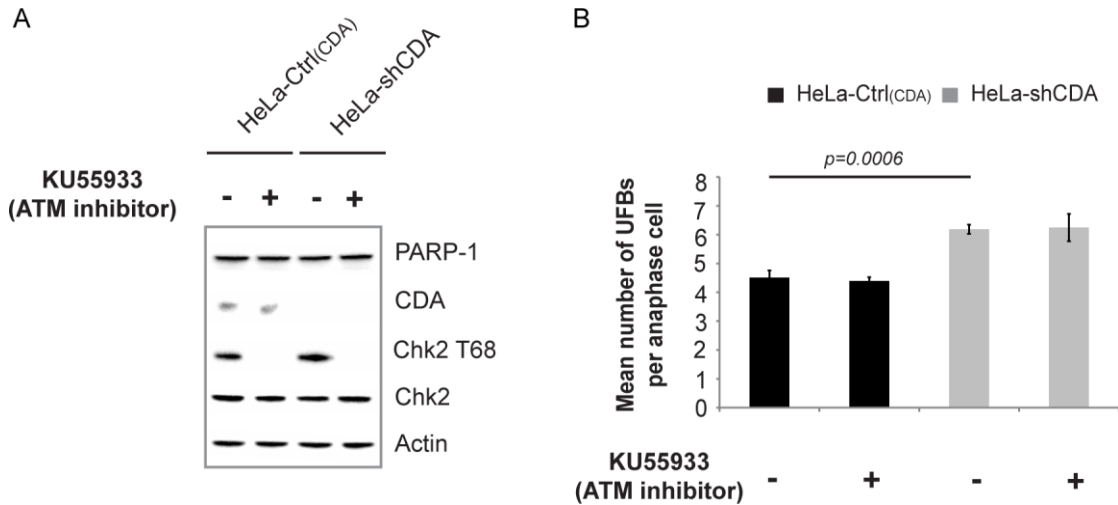 A
HeLa-Ctrl(CDA)
HeLa-shCDA
KU55933
(ATM inhibitor)
- + - +
PARP-1
CDA
Chk2 T68
Chk2
Actin
B
HeLa-Ctrl(CDA) HeLa-shCDA
p=0.0006
Mean number of UFBs
per anaphase cell
8
7
6
5
4
3
2
1
0
KU55933
(ATM inhibitor)
- + - +